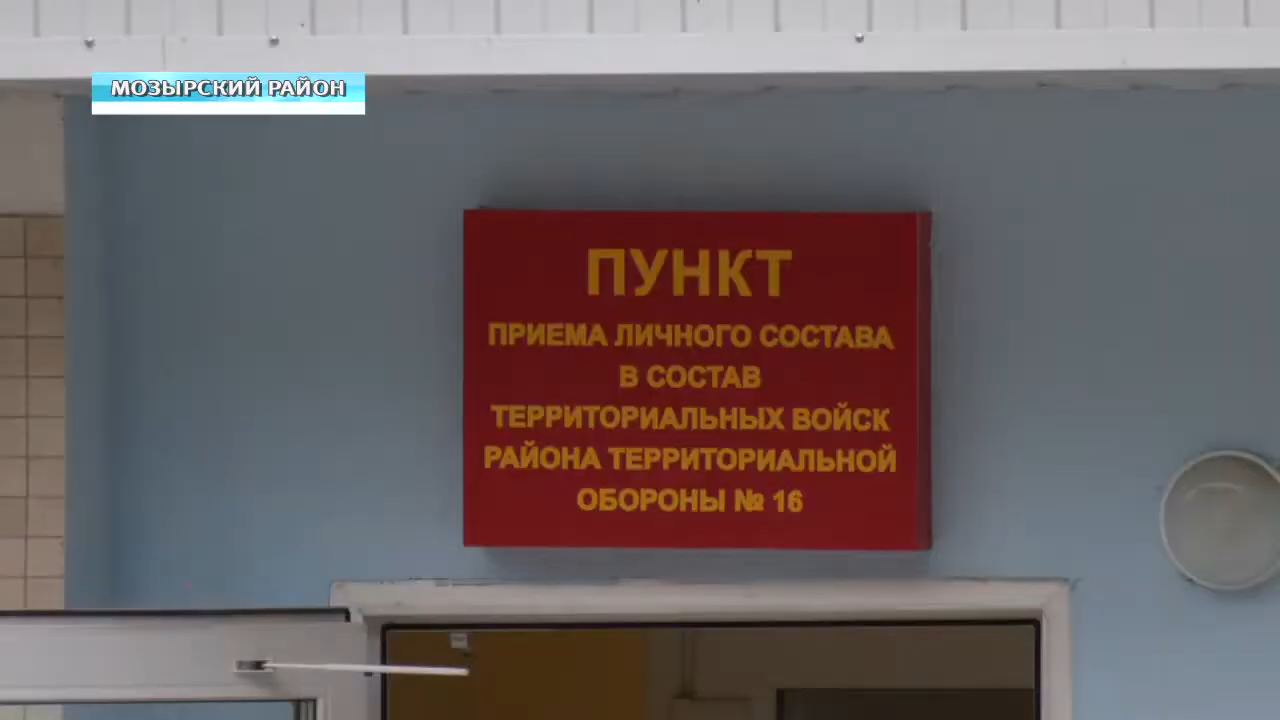 МОЗЫРСКИЙ РАЙОН
ПУНКТ
ПРИЕМА ЛИЧНОГО СОСТАВА
В СОСТАВ
ТЕРРИТОРИАЛЬНЫХ ВОЙСК
РАЙОНА ТЕРРИТОРИАЛЬНОЙ
ОБОРОНЫ № 16